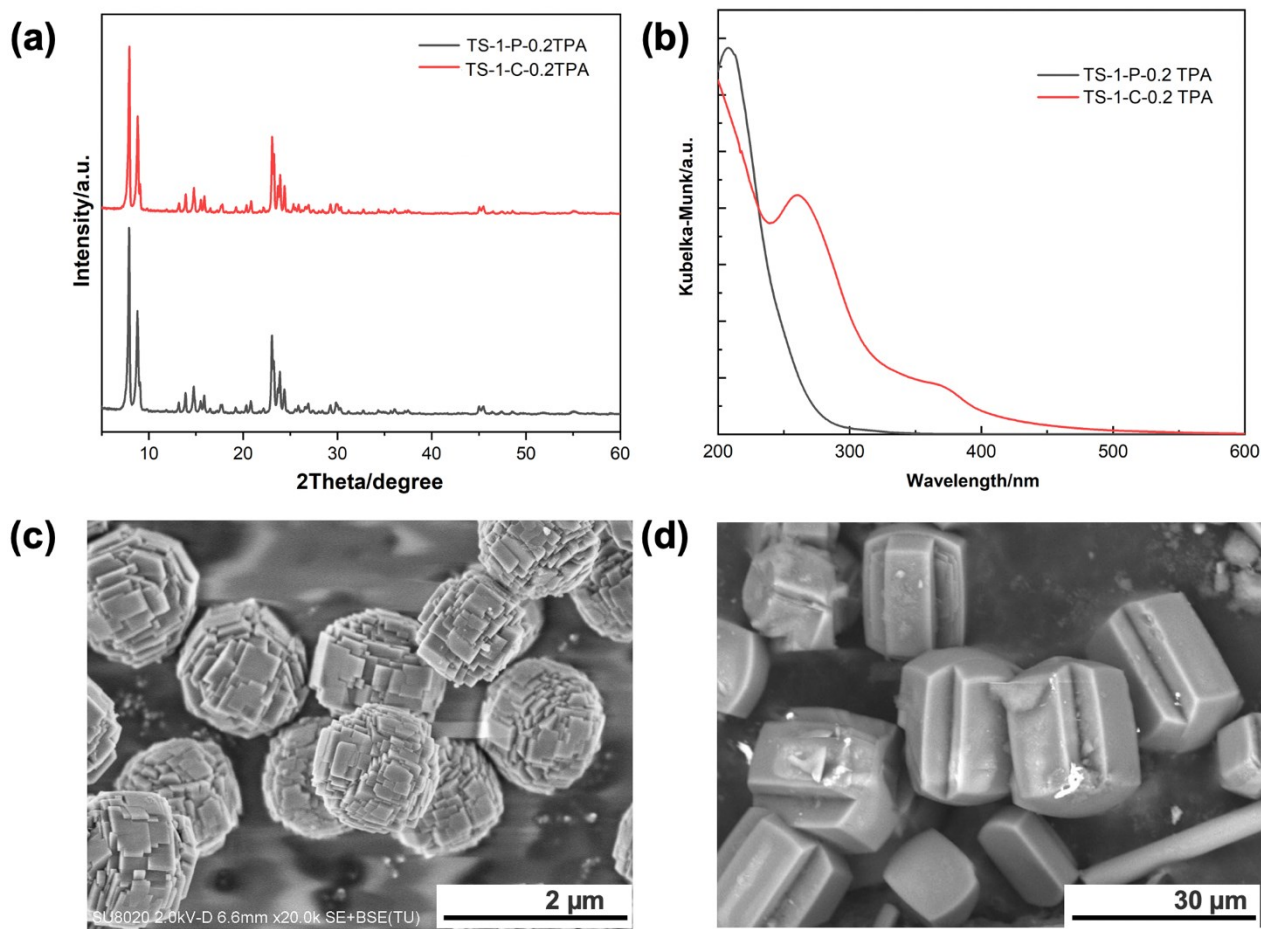 (a)
TS-1-P-0.2TPA
TS-1-C-0.2TPA
Intensity/a.u.
10 20 30 40 50 60
2Theta/degree
(b)
TS-1-P-0.2 TPA
TS-1-C-0.2 TPA
Kubelka-Munk/a.u.
200 300 400 500 600
Wavelength/nm
(c)
SU8020 2.0kV-D 6.6mm x20.0k SE+BSE(TU)
2 μm
(d)
30 μm